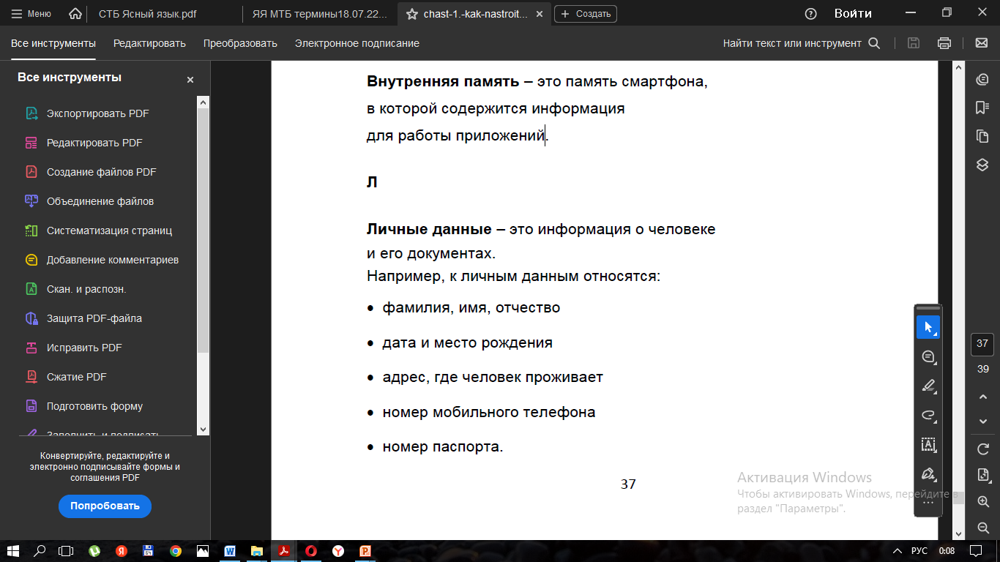 Меню
СТБ Ясный язык.pdf
ЯЯ МТБ термины18.07.22...
chast-1.-kak-nastroit...
Создать
Войти
Все инструменты
Редактировать
Преобразовать
Электронное подписание
Найти текст или инструмент
Все инструменты
Экспортировать PDF
Редактировать PDF
Создание файлов PDF
Объединение файлов
Систематизация страниц
Добавление комментариев
Скан. и распозн.
Защита PDF-файла
Исправить PDF
Сжатие PDF
Подготовить форму
Заполнить и подписать
Конвертируйте, редактируйте и
электронно подписывайте формы и
соглашения PDF
Попробовать
Внутренняя память – это память смартфона,
в которой содержится информация
для работы приложений.
Л
Личные данные – это информация о человеке
и его документах.
Например, к личным данным относятся:
• фамилия, имя, отчество
• дата и место рождения
• адрес, где человек проживает
• номер мобильного телефона
• номер паспорта.
37
37
39
Активация Windows
Чтобы активировать Windows, перейдите в
раздел "Параметры".
64
РУС
0:08